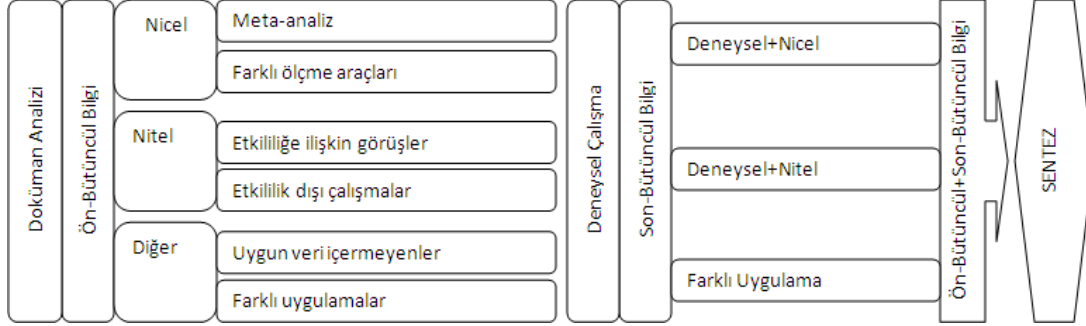 Doküman Analizi
Ön-Bütüncül Bilgi
Nicel
Meta-analiz
Farklı ölçme araçları
Nitel
Etkililiğe ilişkin görüşler
Etkililik dışı çalışmalar
Diğer
Uygun veri içermeyenler
Farklı uygulamalar
Deneysel Çalışma
Son-Bütüncül Bilgi
Deneysel+Nicel
Deneysel+Nitel
Farklı Uygulama
Ön-Bütüncül+Son-Bütüncül Bilgi
SENTEZ